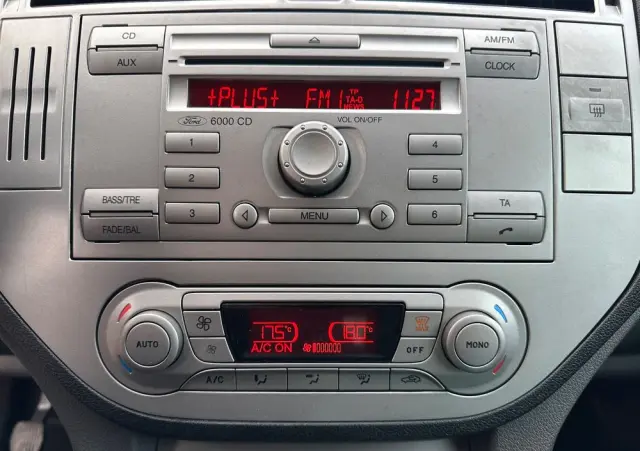 CD
AM/FM
AUX
CLOCK
+PLUS+ FM1 TP TA-D NEWS 1127
Ford 6000 CD VOL ON/OFF
1
4
2
5
BASS/TRE
3
MENU
6
TA
FADE/BAL
17.5°C
18.0°C
A/C ON
AUTO
OFF
MONO
A/C